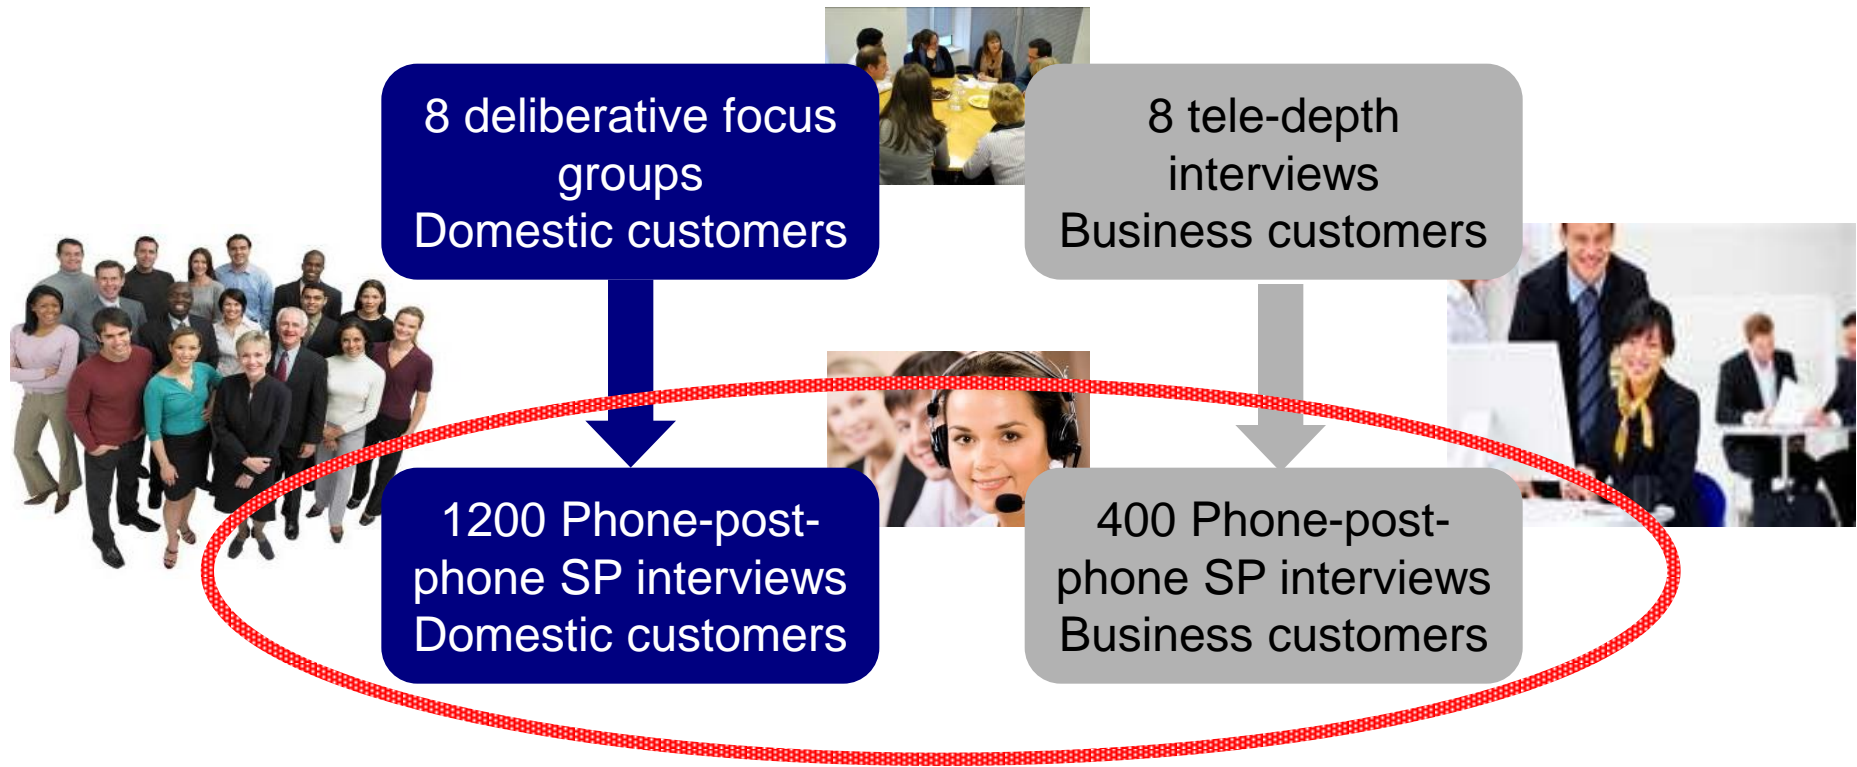 8 deliberative focus
groups
Domestic customers
8 tele-depth
interviews
Business customers
1200 Phone-post-
phone SP interviews
Domestic customers
400 Phone-post-
phone SP interviews
Business customers